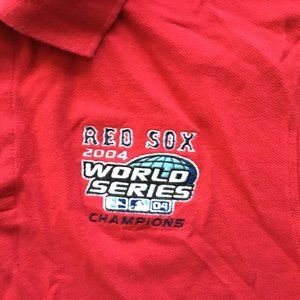 RED SOX
2004
WORLD
SERIES
04
CHAMPIONS